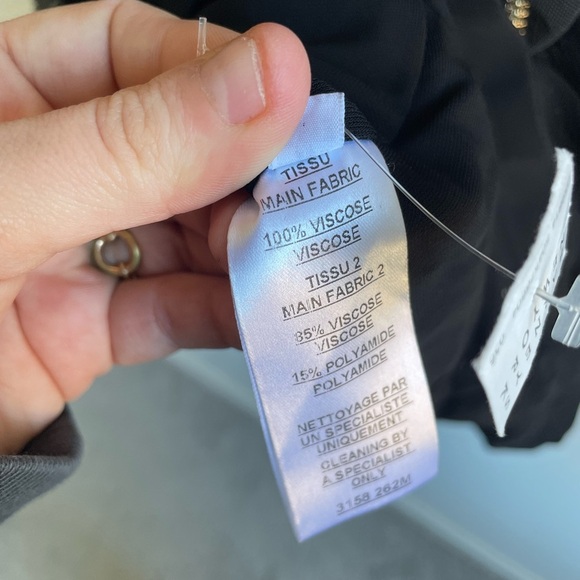 TISSU
MAIN FABRIC
100% VISCOSE
VISCOSE
TISSU 2
MAIN FABRIC 2
85% VISCOSE
VISCOSE
15% POLYAMIDE
POLYAMIDE
NETTOYAGE PAR
UN SPECIALISTE
UNIQUEMENT
CLEANING BY
A SPECIALIST
ONLY
3158 262M